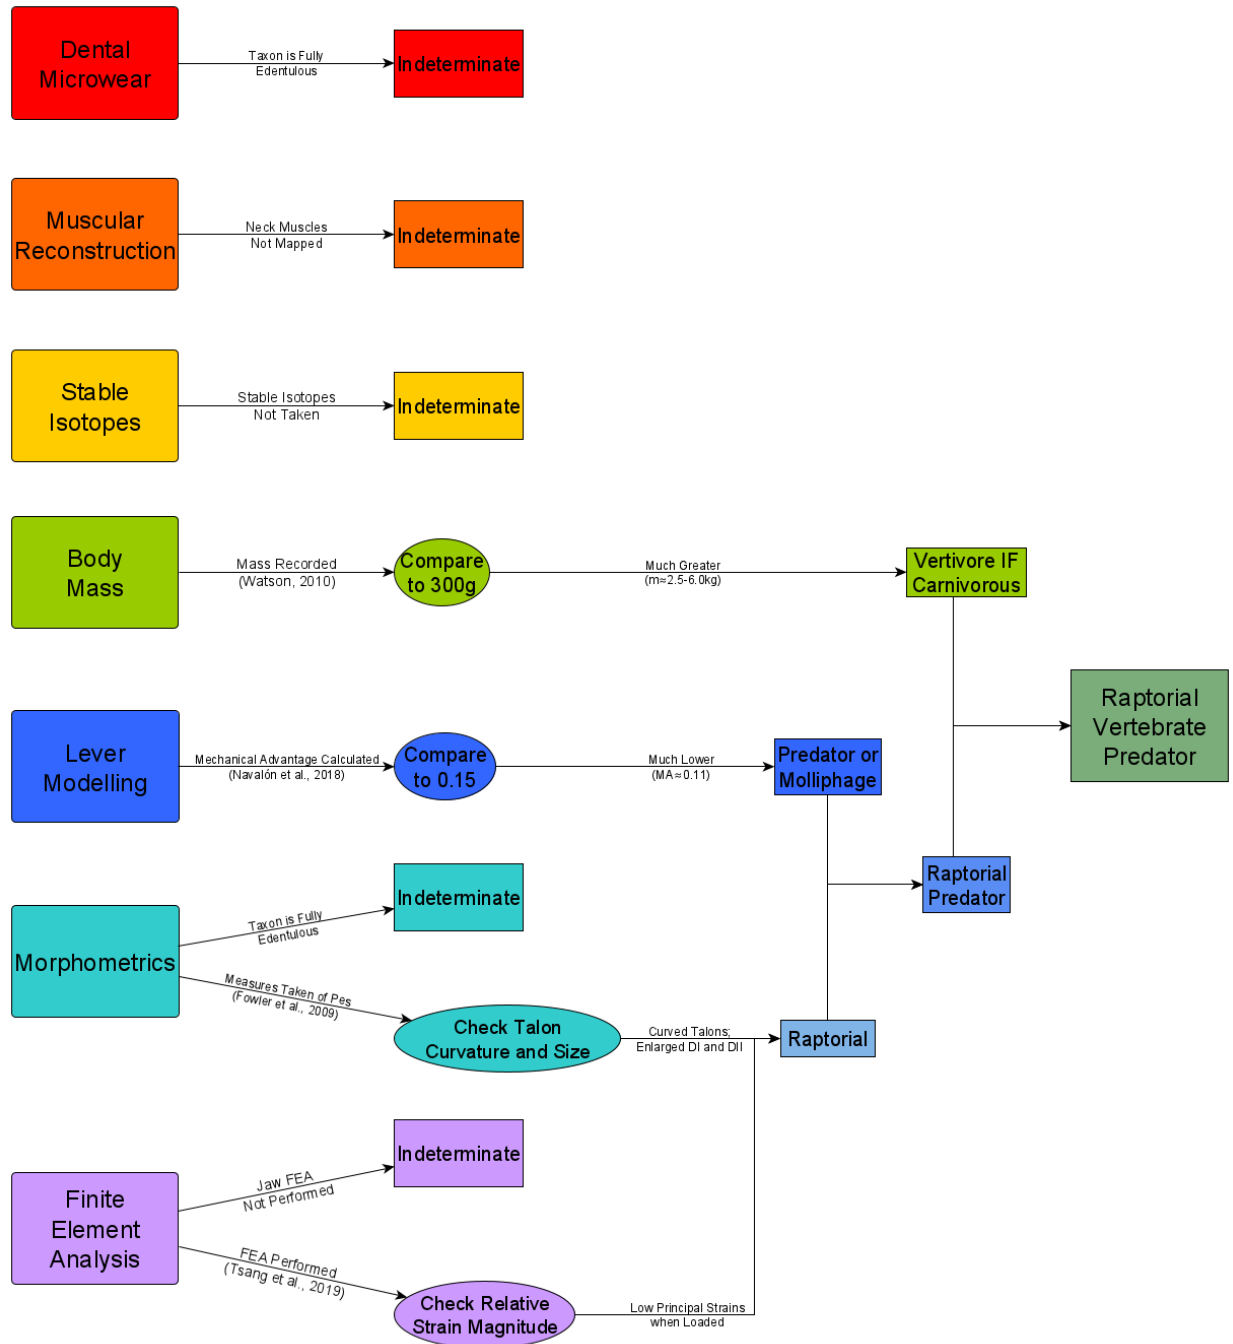 Dental
Microwear
Taxon is Fully
Edentulous
Indeterminate
Muscular
Reconstruction
Neck Muscles
Not Mapped
Indeterminate
Stable
Isotopes
Stable Isotopes
Not Taken
Indeterminate
Body
Mass
Mass Recorded
(Watson, 2010)
Compare
to 300g
Much Greater
(m≈2.5-6.0kg)
Vertivore IF
Carnivorous
Raptorial
Vertebrate
Predator
Lever
Modelling
Mechanical Advantage Calculated
(Navalón et al., 2018)
Compare
to 0.15
Much Lower
(MA≈0.11)
Predator or
Molliphage
Raptorial
Predator
Morphometrics
Taxon is Fully
Edentulous
Indeterminate
Measures Taken of Pes
(Fowler et al., 2009)
Check Talon
Curvature and Size
Curved Talons;
Enlarged DI and DII
Raptorial
Finite
Element
Analysis
Jaw FEA
Not Performed
Indeterminate
FEA Performed
(Tsang et al., 2019)
Check Relative
Strain Magnitude
Low Principal Strains
when Loaded